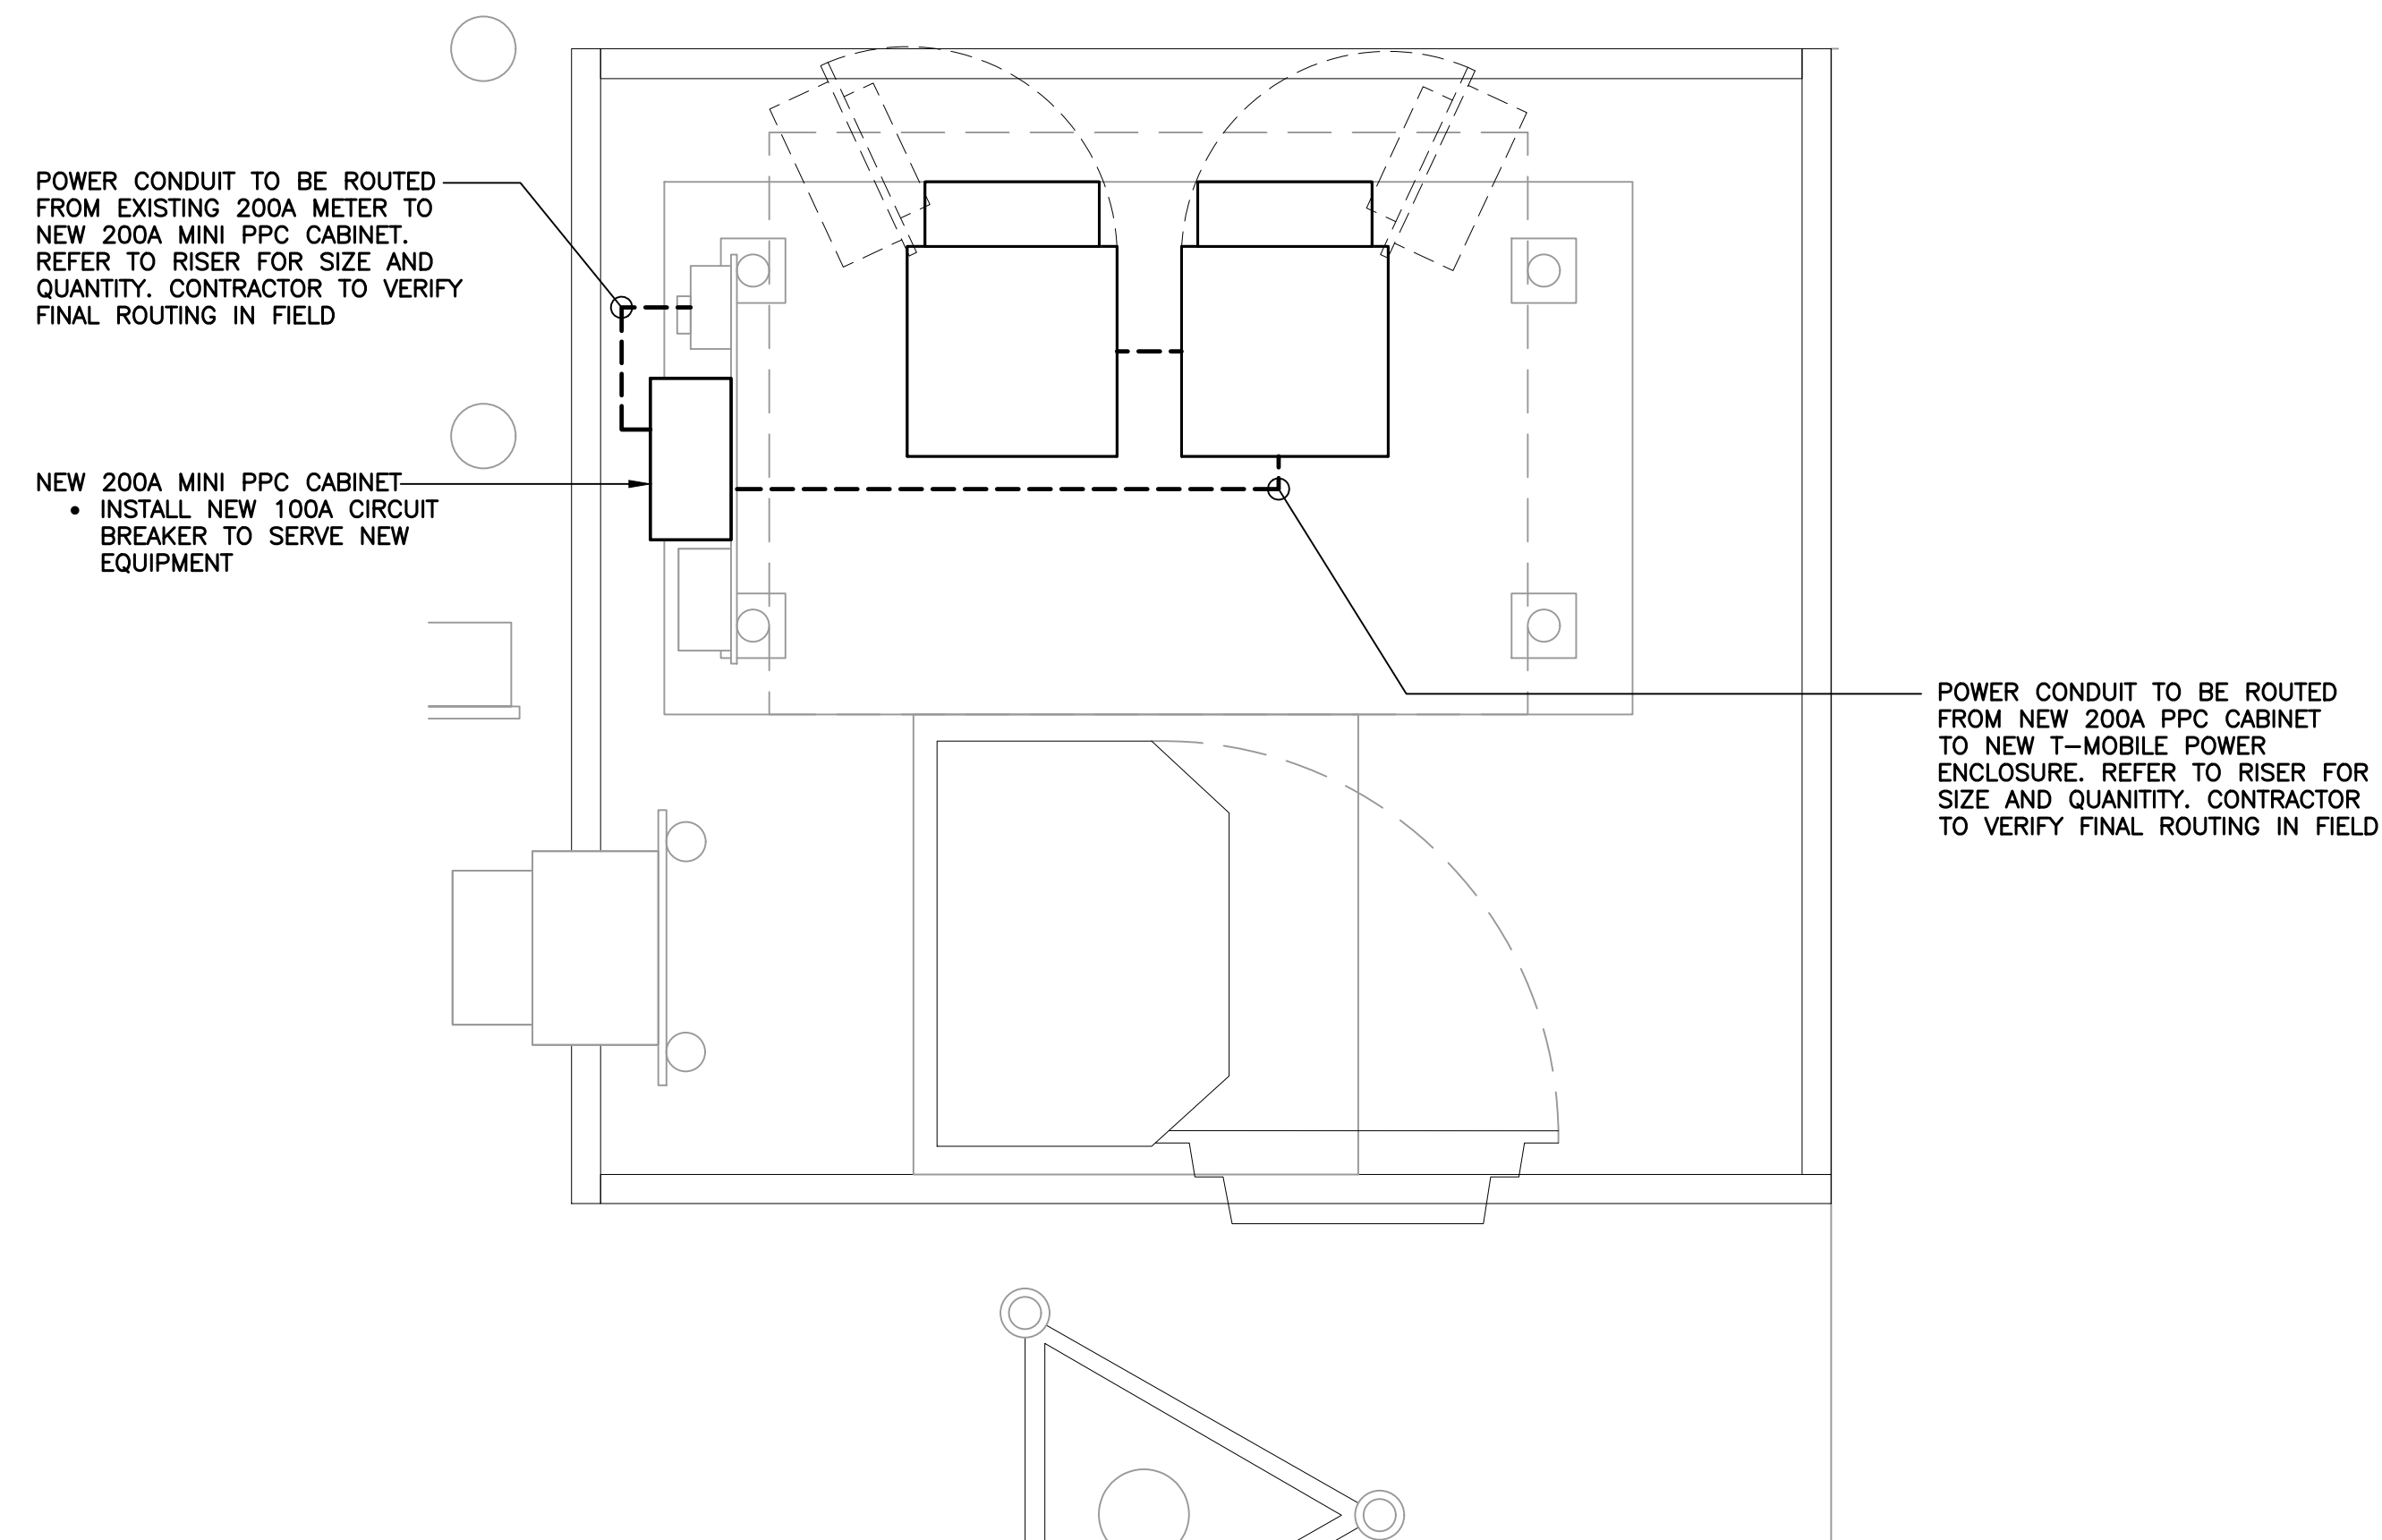 POWER CONDUIT TO BE ROUTED
FROM EXISTING 200A METER TO
NEW 200A MINI PPC CABINET.
REFER TO RISER FOR SIZE AND
QUANTITY. CONTRACTOR TO VERIFY
FINAL ROUTING IN FIELD
NEW 200A MINI PPC CABINET
• INSTALL NEW 100A CIRCUIT
BREAKER TO SERVE NEW
EQUIPMENT
POWER CONDUIT TO BE ROUTED
FROM NEW 200A PPC CABINET
TO NEW T-MOBILE POWER
ENCLOSURE. REFER TO RISER FOR
SIZE AND QUANITITY. CONTRACTOR
TO VERIFY FINAL ROUTING IN FIELD